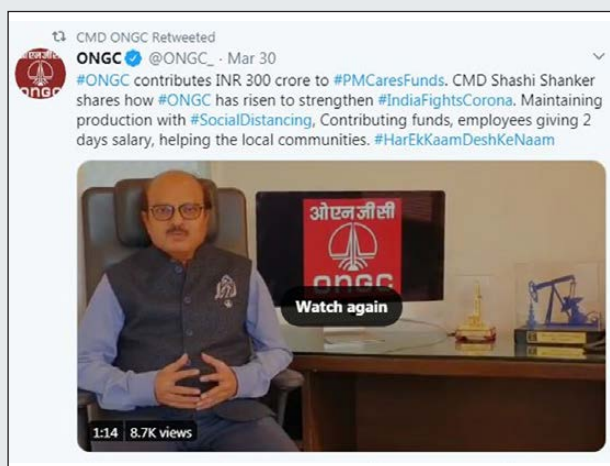 CMD ONGC Retweeted
ONGC @ONGC_ · Mar 30
#ONGC contributes INR 300 crore to #PMCaresFunds. CMD Shashi Shanker
shares how #ONGC has risen to strengthen #IndiaFightsCorona. Maintaining
production with #SocialDistancing, Contributing funds, employees giving 2
days salary, helping the local communities. #HarEkKaamDeshKeNaam
ओएनजीसी
ONGC
Watch again
1:14 8.7K views